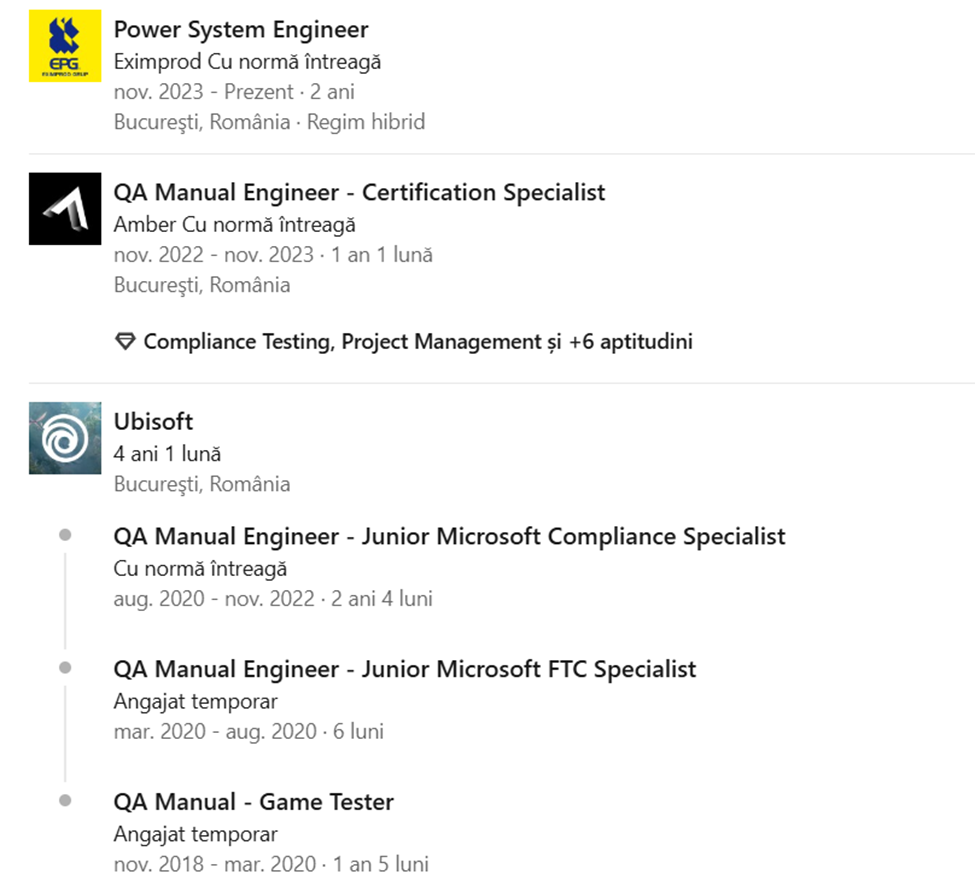 EPG
EXIMPROD GRUP
Power System Engineer
Eximprod Cu normă întreagă
nov. 2023 - Prezent · 2 ani
Bucureşti, România · Regim hibrid
QA Manual Engineer - Certification Specialist
Amber Cu normă întreagă
nov. 2022 - nov. 2023 · 1 an 1 lună
Bucureşti, România
Compliance Testing, Project Management și +6 aptitudini
Ubisoft
4 ani 1 lună
Bucureşti, România
QA Manual Engineer - Junior Microsoft Compliance Specialist
Cu normă întreagă
aug. 2020 - nov. 2022 · 2 ani 4 luni
QA Manual Engineer - Junior Microsoft FTC Specialist
Angajat temporar
mar. 2020 - aug. 2020 · 6 luni
QA Manual - Game Tester
Angajat temporar
nov. 2018 - mar. 2020 · 1 an 5 luni